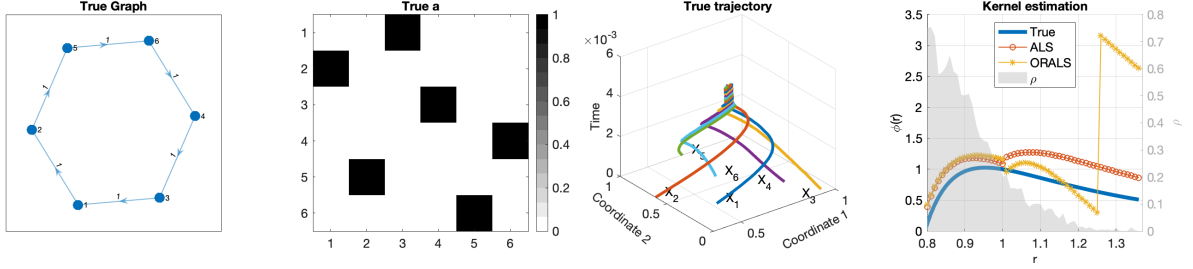 True Graph
5
1
6
1
1
2
4
1
1
1
1
3
True a
1
2
3
4
5
6
1 2 3 4 5 6
1
0.8
0.6
0.4
0.2
0
True trajectory
×10⁻³
6
4
2
0
Time
1
0.5
0
Coordinate 2
0.5
1
Coordinate 1
X₂
X₁
X₆
X₄
X₃
Kernel estimation
3.5
3
2.5
2
1.5
1
0.5
0
ϕ(r)
True
ALS
ORALS
ρ
0.8
0.7
0.6
0.5
0.4
0.3
0.2
0.1
0
ρ
0.8 0.9 1 1.1 1.2 1.3
r